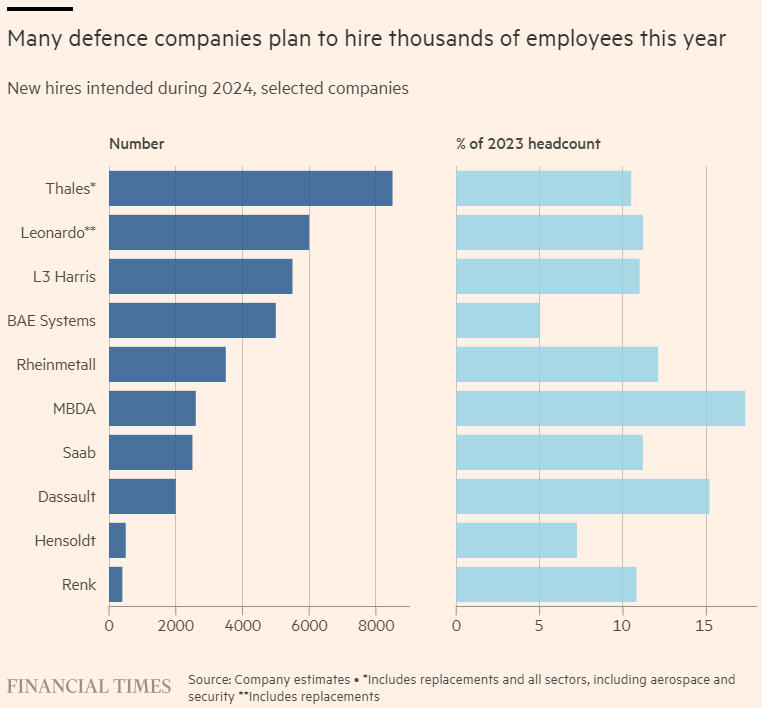 Many defence companies plan to hire thousands of employees this year
New hires intended during 2024, selected companies
Number
% of 2023 headcount
Thales*
Leonardo**
L3 Harris
BAE Systems
Rheinmetall
MBDA
Saab
Dassault
Hensoldt
Renk
0 2000 4000 6000 8000
0 5 10 15
FINANCIAL TIMES
Source: Company estimates • *Includes replacements and all sectors, including aerospace and
security **Includes replacements